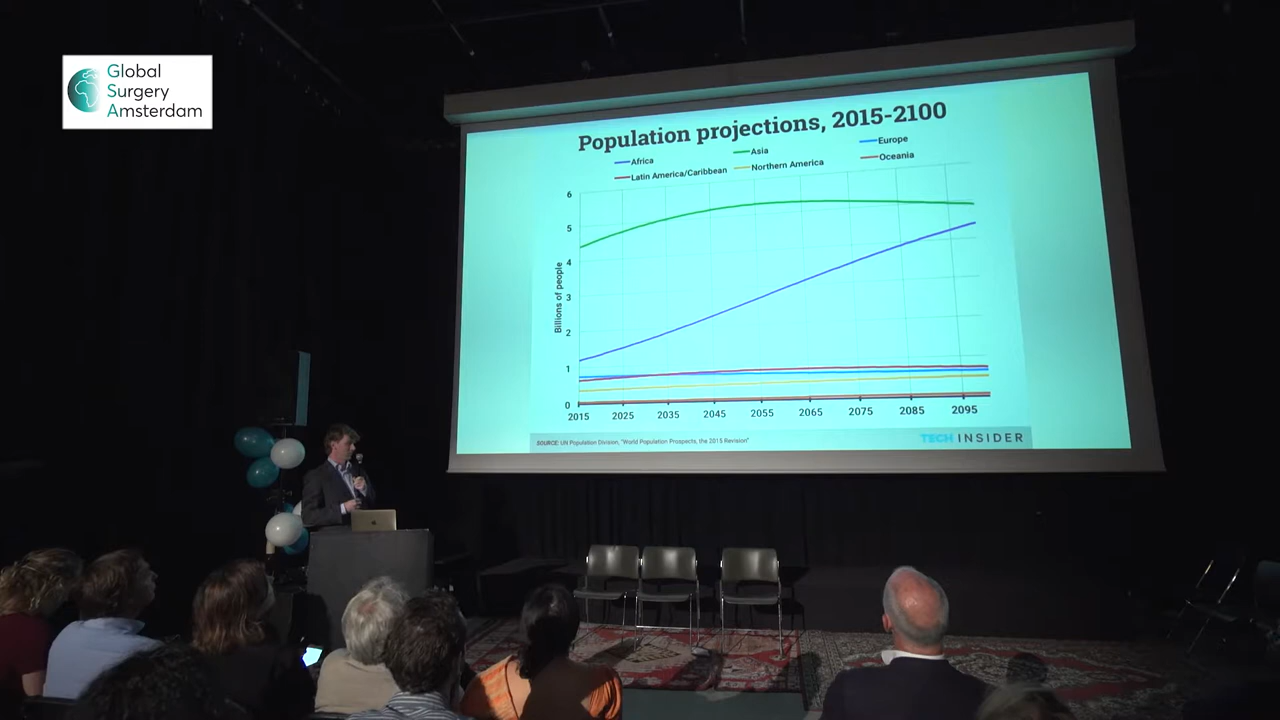 Global
Surgery
Amsterdam
Population projections, 2015-2100
Africa
Asia
Europe
Latin America/Caribbean
Northern America
Oceania
6
5
4
3
2
1
0
Billions of people
2015 2025 2035 2045 2055 2065 2075 2085 2095
SOURCE: UN Population Division, "World Population Prospects, the 2015 Revision"
TECH INSIDER